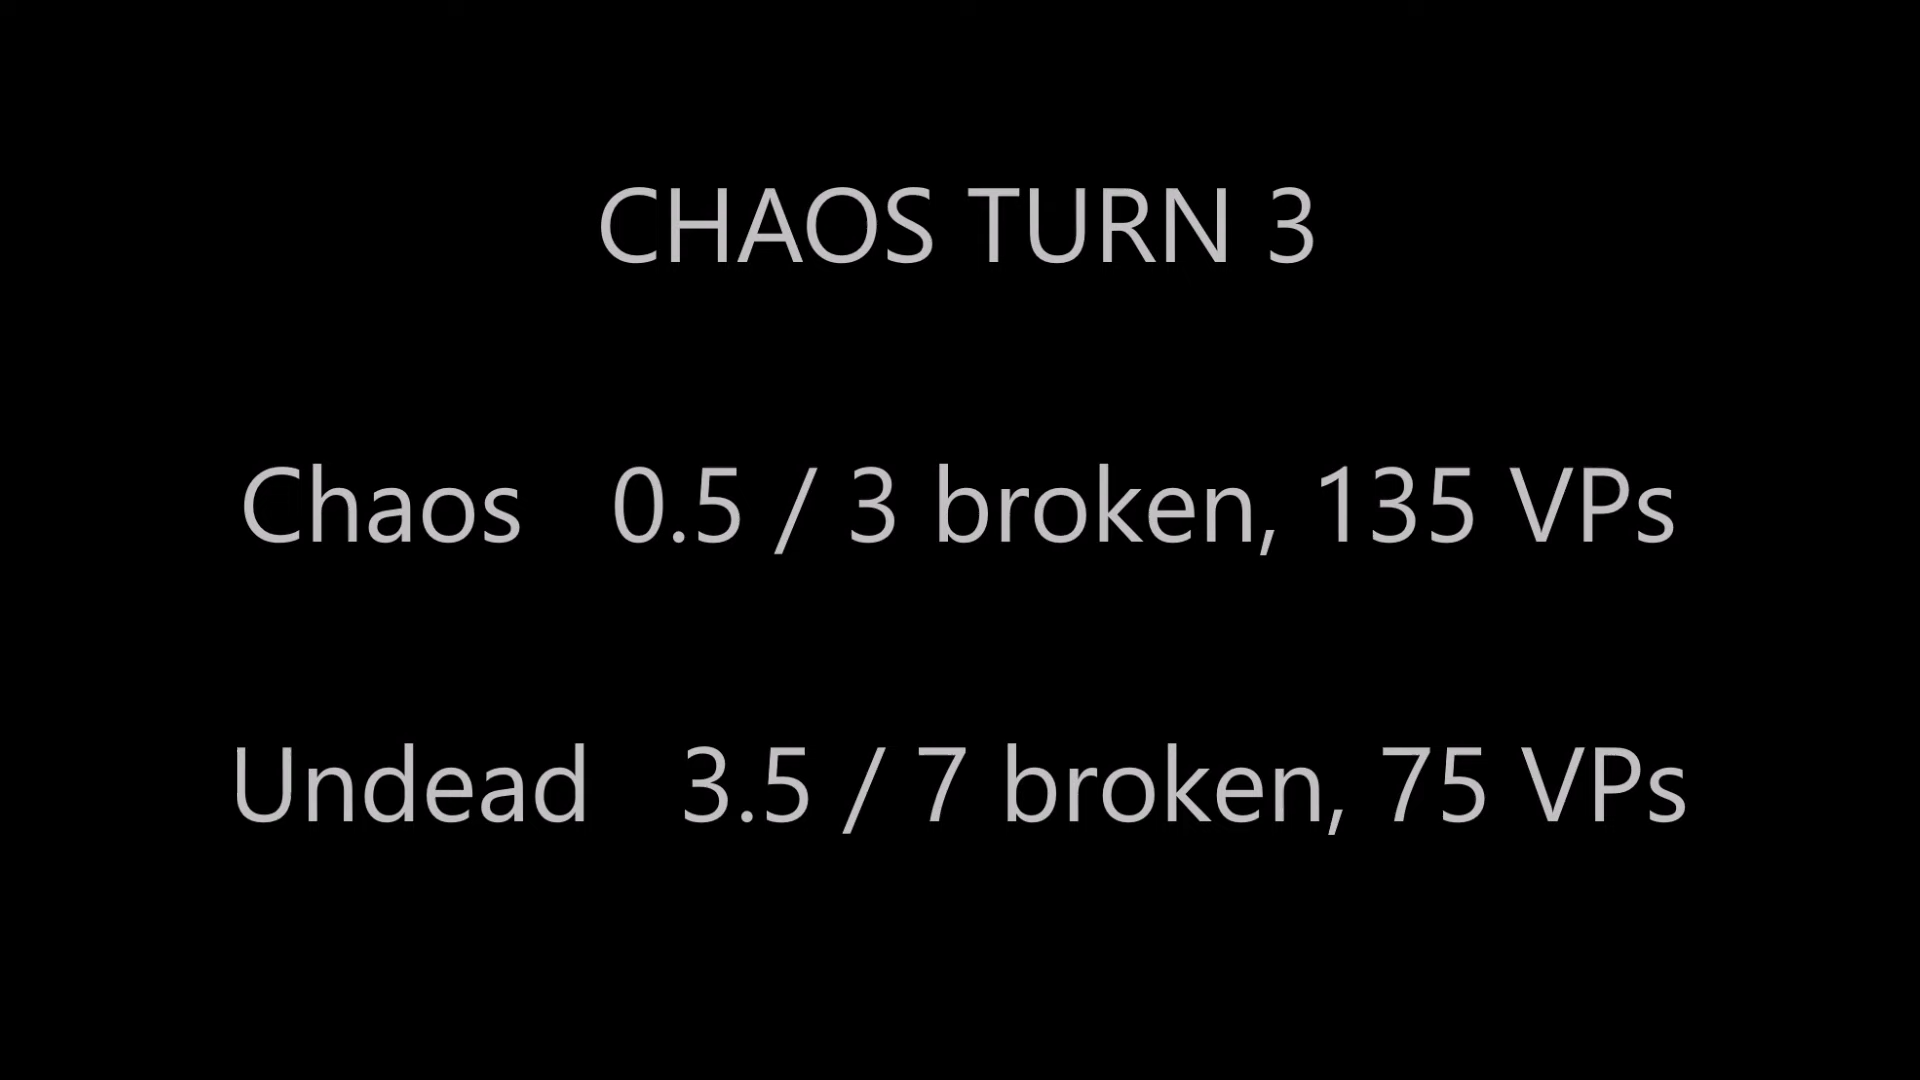 CHAOS TURN 3
Chaos 0.5 / 3 broken, 135 VPs
Undead 3.5 / 7 broken, 75 VPs